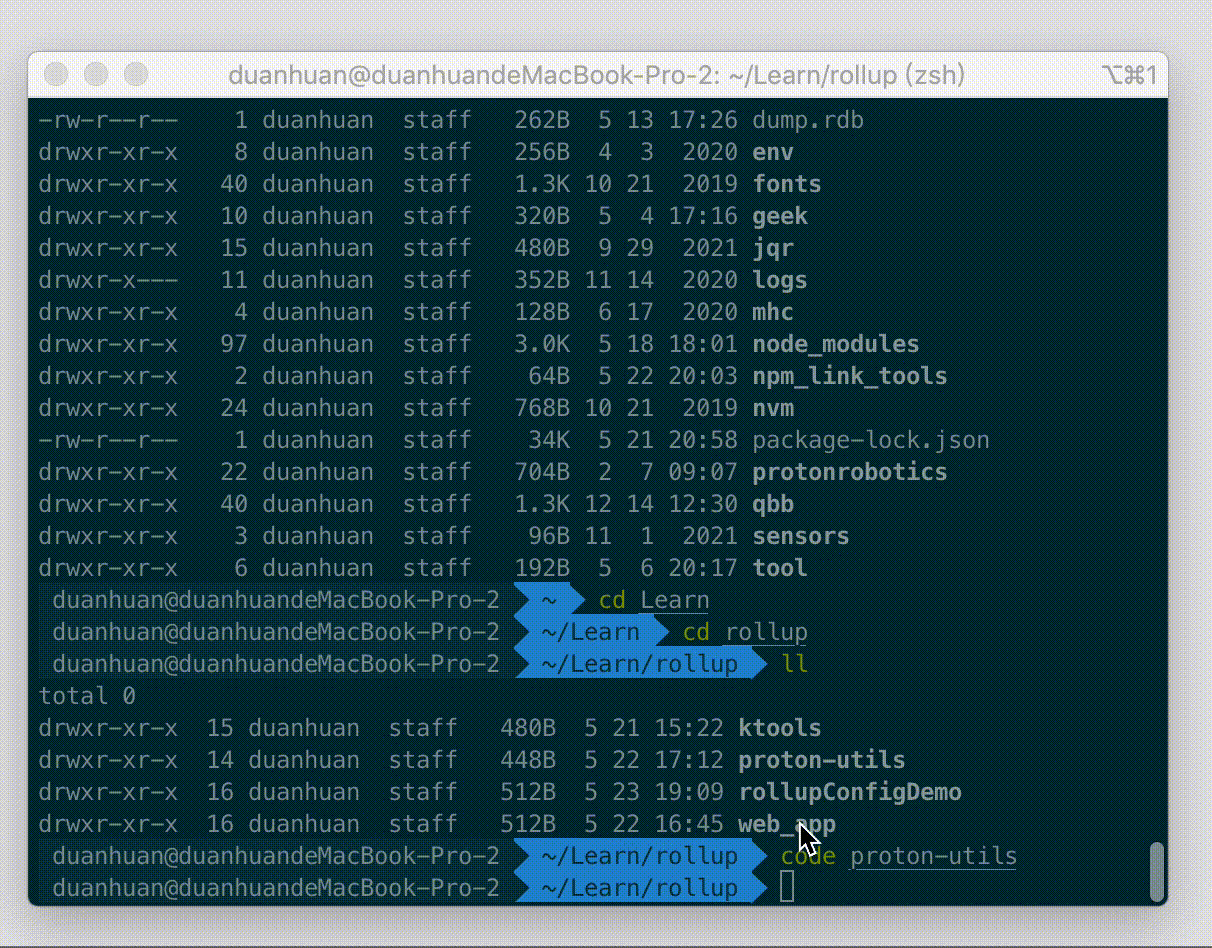 duanhuan@duanhuandeMacBook-Pro-2: ~/Learn/rollup (zsh) ⌥⌘1
-rw-r--r-- 1 duanhuan staff 262B 5 13 17:26 dump.rdb
drwxr-xr-x 8 duanhuan staff 256B 4 3 2020 env
drwxr-xr-x 40 duanhuan staff 1.3K 10 21 2019 fonts
drwxr-xr-x 10 duanhuan staff 320B 5 4 17:16 geek
drwxr-xr-x 15 duanhuan staff 480B 9 29 2021 jqr
drwxr-x--- 11 duanhuan staff 352B 11 14 2020 logs
drwxr-xr-x 4 duanhuan staff 128B 6 17 2020 mhc
drwxr-xr-x 97 duanhuan staff 3.0K 5 18 18:01 node_modules
drwxr-xr-x 2 duanhuan staff 64B 5 22 20:03 npm_link_tools
drwxr-xr-x 24 duanhuan staff 768B 10 21 2019 nvm
-rw-r--r-- 1 duanhuan staff 34K 5 21 20:58 package-lock.json
drwxr-xr-x 22 duanhuan staff 704B 2 7 09:07 protonrobotics
drwxr-xr-x 40 duanhuan staff 1.3K 12 14 12:30 qbb
drwxr-xr-x 3 duanhuan staff 96B 11 1 2021 sensors
drwxr-xr-x 6 duanhuan staff 192B 5 6 20:17 tool
duanhuan@duanhuandeMacBook-Pro-2 ~ cd Learn
duanhuan@duanhuandeMacBook-Pro-2 ~/Learn cd rollup
duanhuan@duanhuandeMacBook-Pro-2 ~/Learn/rollup ll
total 0
drwxr-xr-x 15 duanhuan staff 480B 5 21 15:22 ktools
drwxr-xr-x 14 duanhuan staff 448B 5 22 17:12 proton-utils
drwxr-xr-x 16 duanhuan staff 512B 5 23 19:09 rollupConfigDemo
drwxr-xr-x 16 duanhuan staff 512B 5 22 16:45 web_app
duanhuan@duanhuandeMacBook-Pro-2 ~/Learn/rollup code proton-utils
duanhuan@duanhuandeMacBook-Pro-2 ~/Learn/rollup